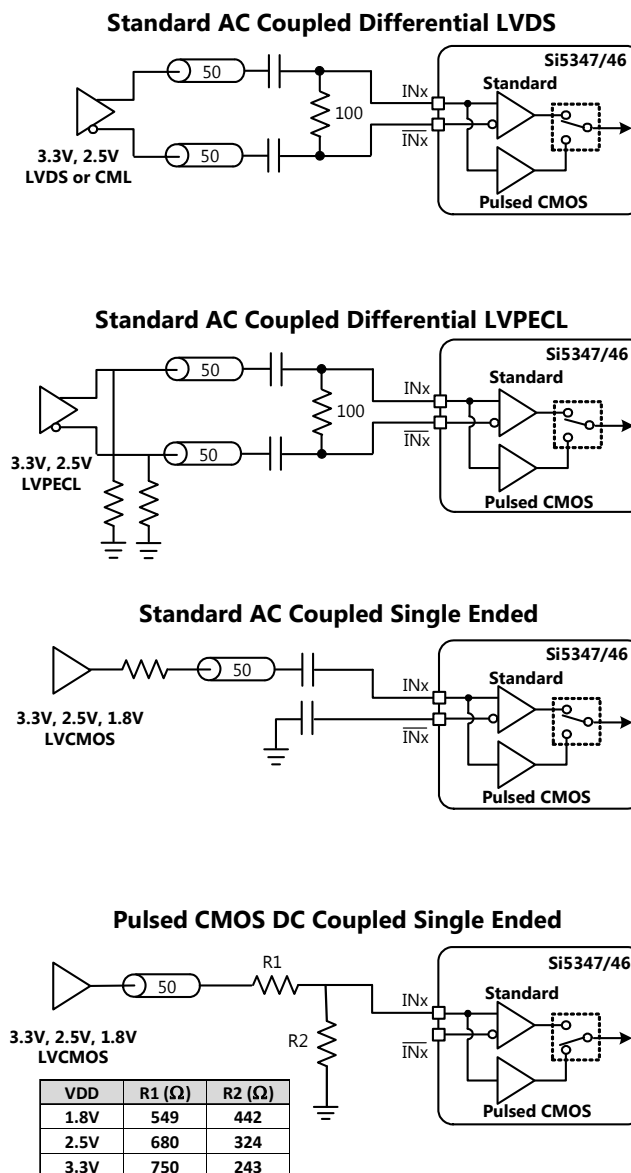 Standard AC Coupled Differential LVDS
Si5347/46
50
INx
Standard
100
50
INx
3.3V, 2.5V
LVDS or CML
Pulsed CMOS
Standard AC Coupled Differential LVPECL
Si5347/46
50
INx
Standard
100
50
INx
3.3V, 2.5V
LVPECL
Pulsed CMOS
Standard AC Coupled Single Ended
Si5347/46
50
INx
Standard
3.3V, 2.5V, 1.8V
LVCMOS
INx
Pulsed CMOS
Pulsed CMOS DC Coupled Single Ended
Si5347/46
R1
50
INx
Standard
R2
INx
3.3V, 2.5V, 1.8V
LVCMOS
Pulsed CMOS
VDD R1 (Ω) R2 (Ω)
1.8V 549 442
2.5V 680 324
3.3V 750 243